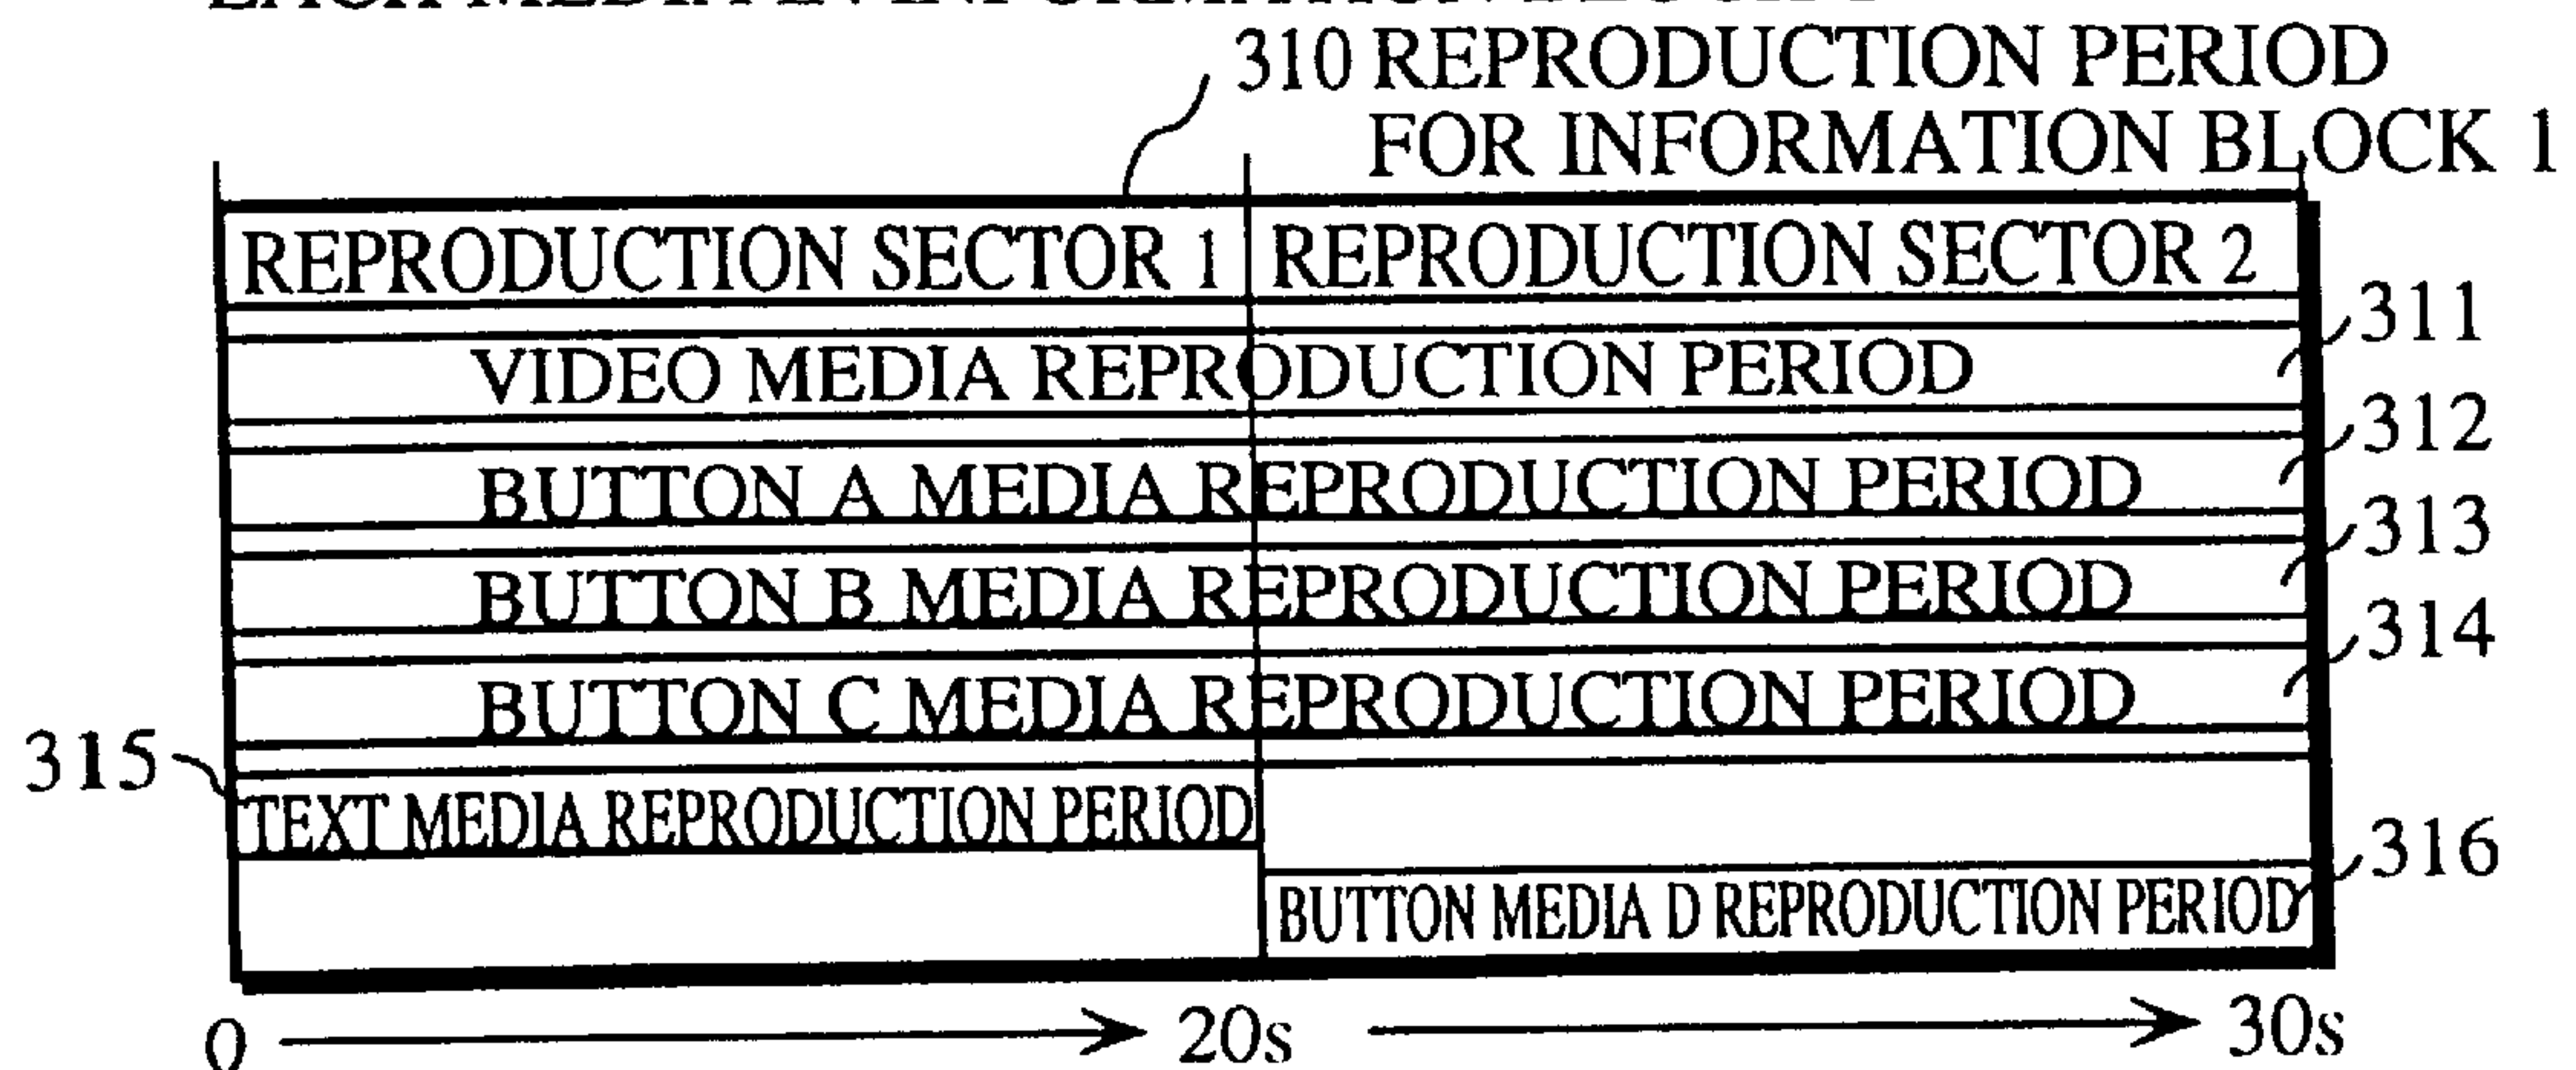 310 REPRODUCTION PERIOD
FOR INFORMATION BLOCK 1
REPRODUCTION SECTOR 1 REPRODUCTION SECTOR 2
311
VIDEO MEDIA REPRODUCTION PERIOD
312
BUTTON A MEDIA REPRODUCTION PERIOD
313
BUTTON B MEDIA REPRODUCTION PERIOD
314
BUTTON C MEDIA REPRODUCTION PERIOD
315
TEXT MEDIA REPRODUCTION PERIOD
316
BUTTON MEDIA D REPRODUCTION PERIOD
0 20s 30s